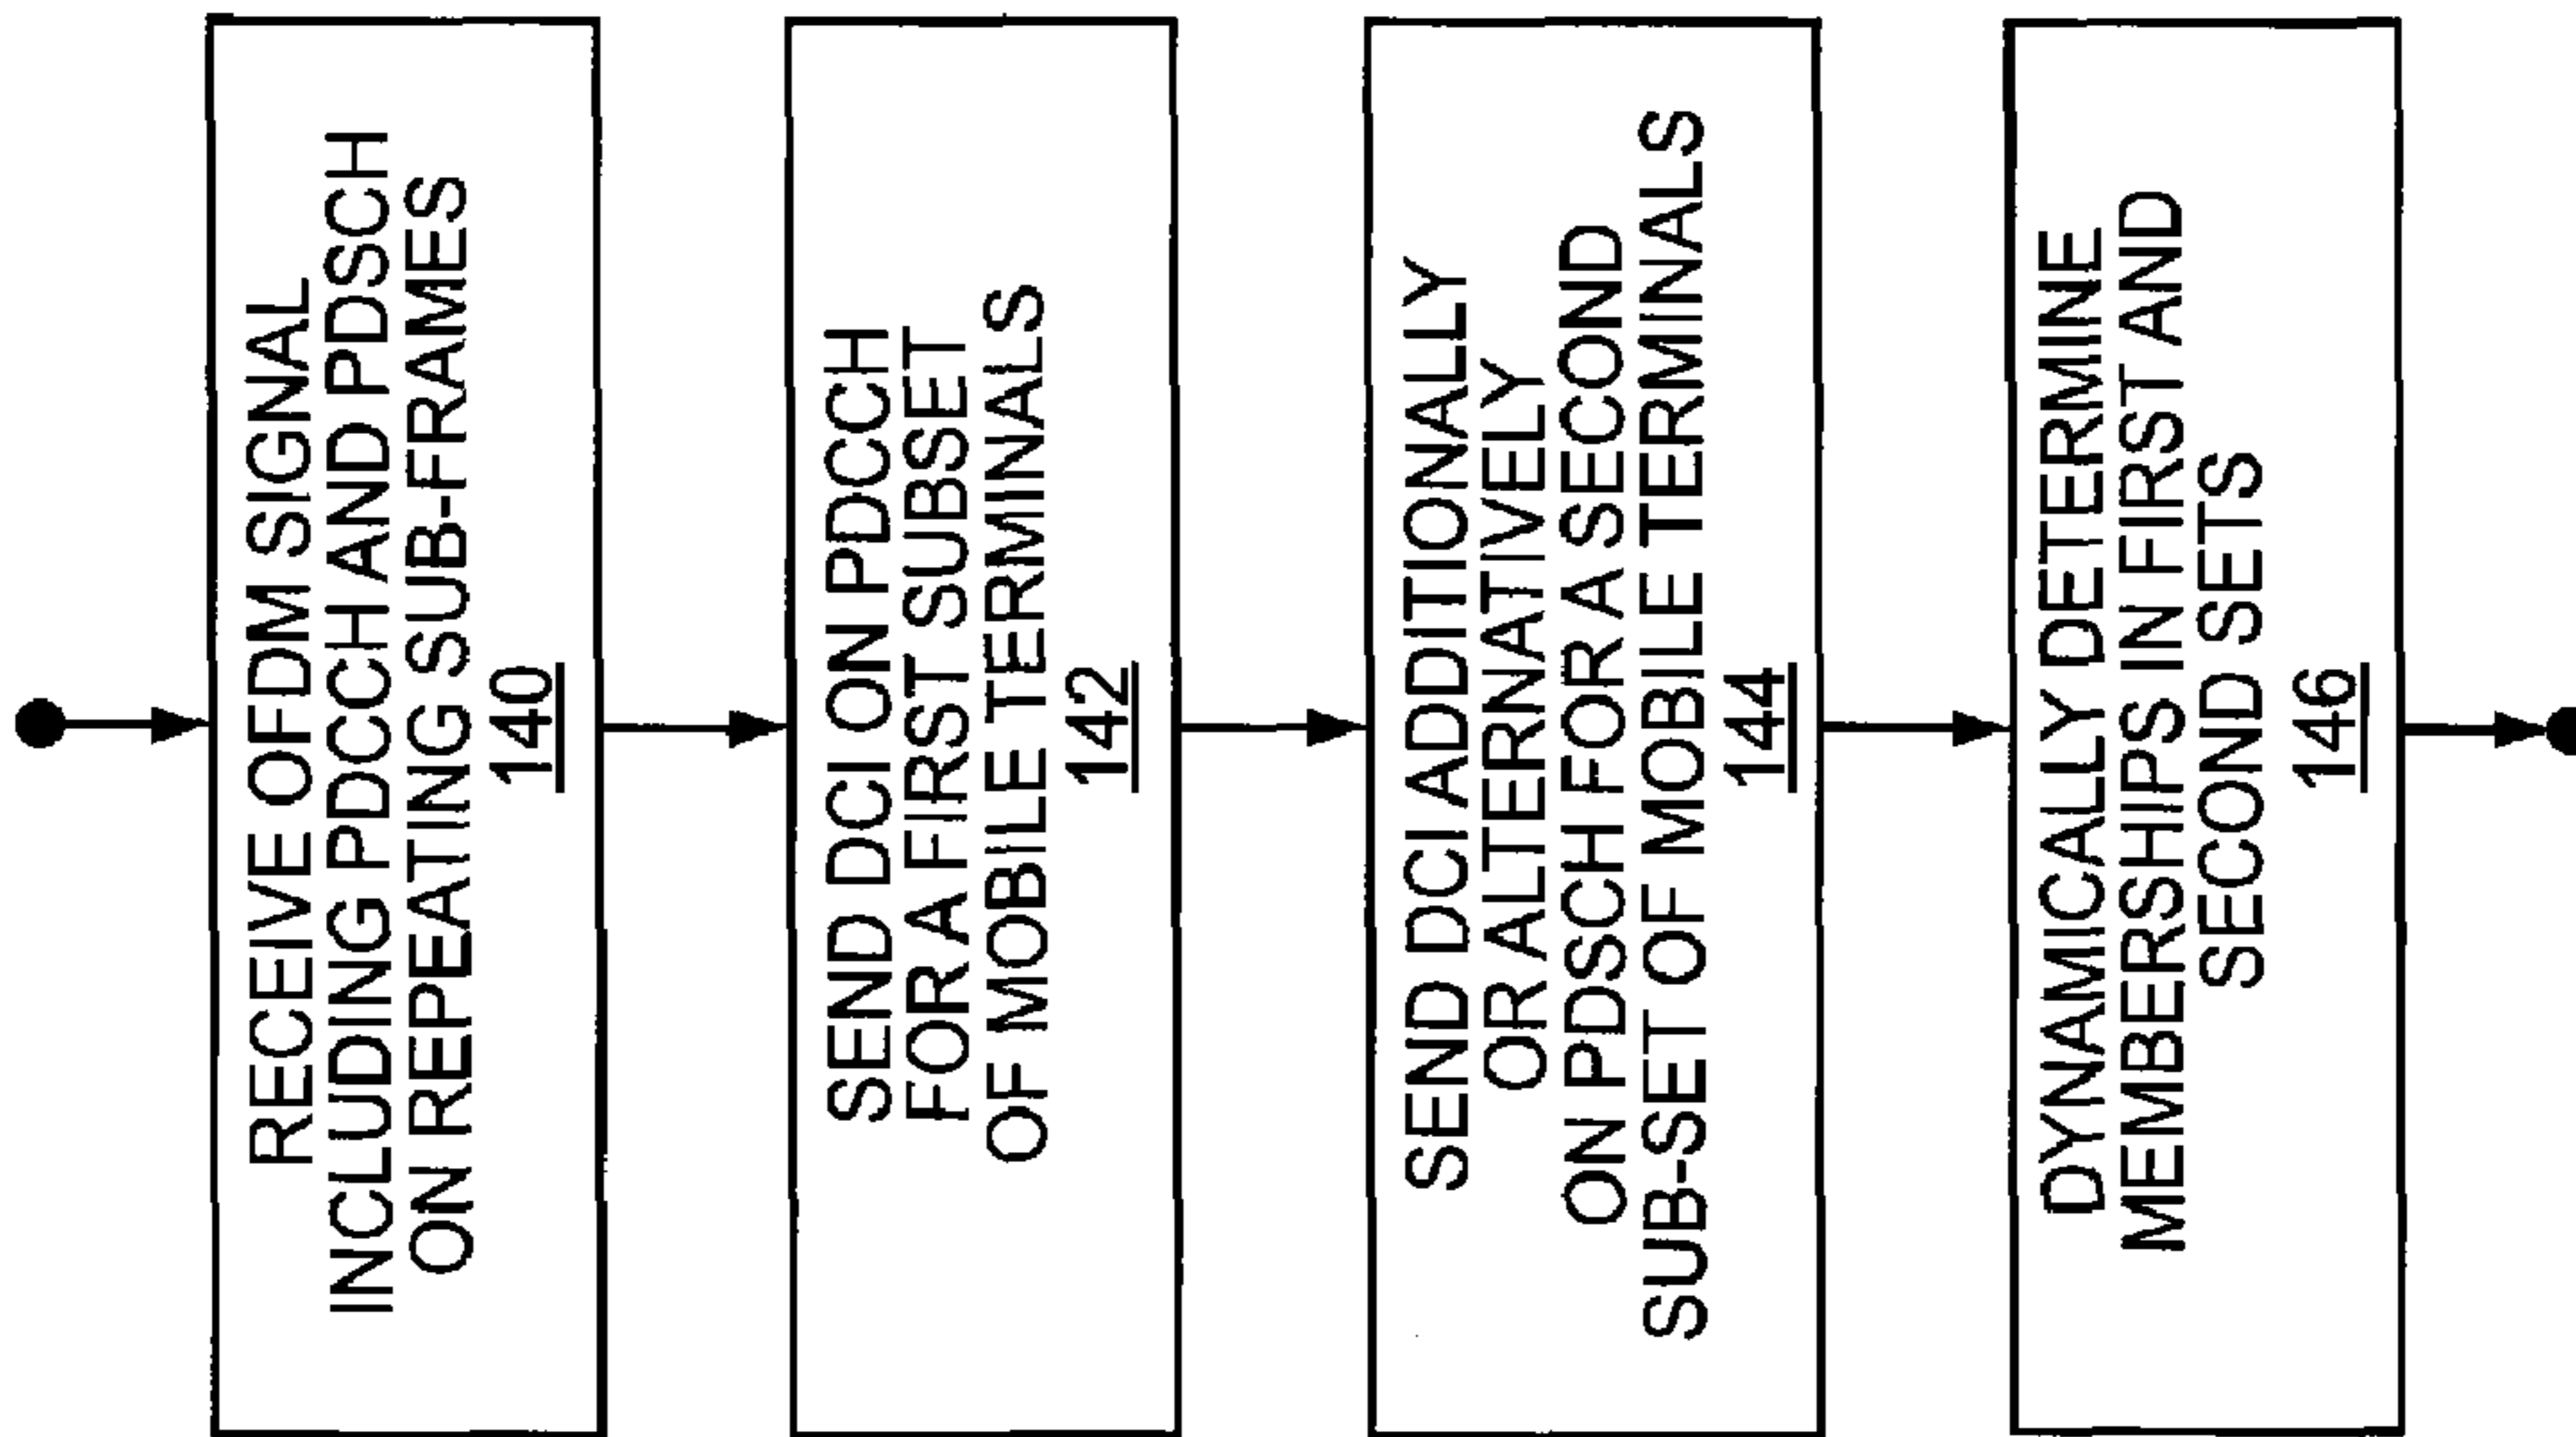 RECEIVE OFDM SIGNAL
INCLUDING PDCCH AND PDSCH
ON REPEATING SUB-FRAMES
140
SEND DCI ON PDCCH
FOR A FIRST SUBSET
OF MOBILE TERMINALS
142
SEND DCI ADDITIONALLY
OR ALTERNATIVELY
ON PDSCH FOR A SECOND
SUB-SET OF MOBILE TERMINALS
144
DYNAMICALLY DETERMINE
MEMBERSHIPS IN FIRST AND
SECOND SETS
146